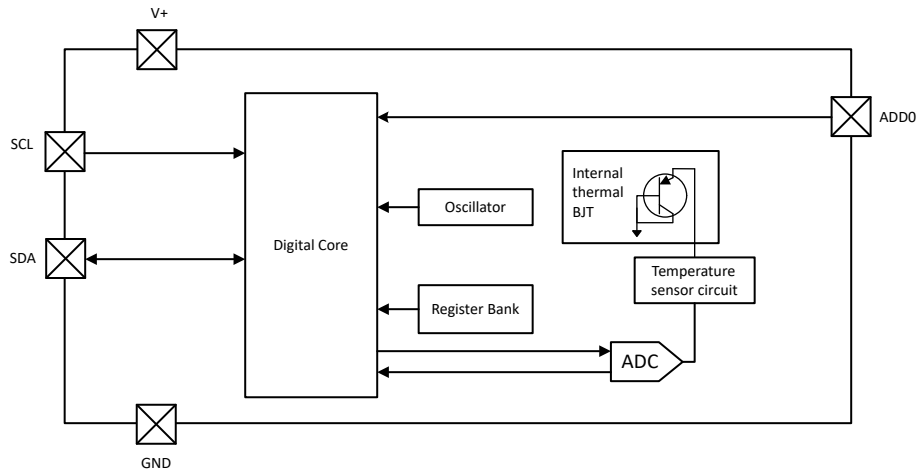 V+
SCL
ADD0
Internal
thermal
BJT
Oscillator
Digital Core
SDA
Temperature
sensor circuit
Register Bank
ADC
GND